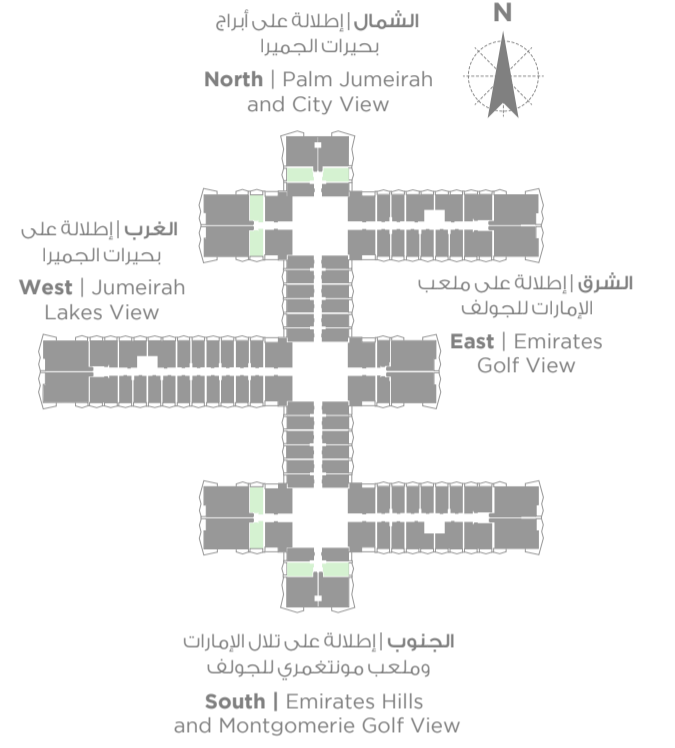 الشمال | إطلالة على أبراج
بحيرات الجميرا
North | Palm Jumeirah
and City View
N
الغرب | إطلالة على
بحيرات الجميرا
West | Jumeirah
Lakes View
الشرق | إطلالة على ملعب
الإمارات للجولف
East | Emirates
Golf View
الجنوب | إطلالة على تلال الإمارات
وملعب مونتغمري للجولف
South | Emirates Hills
and Montgomerie Golf View